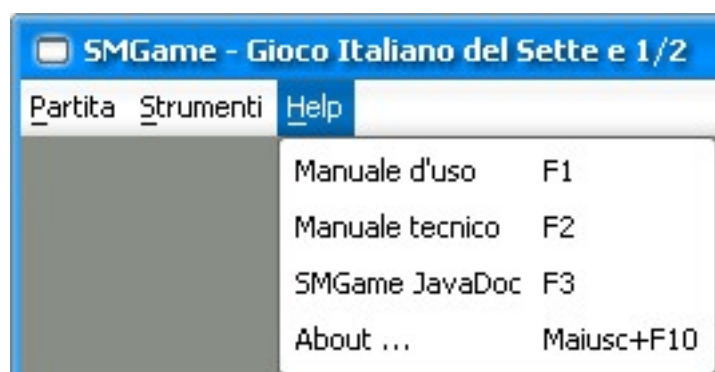 SMGame - Gioco Italiano del Sette e 1/2
Partita Strumenti Help
Manuale d'uso F1
Manuale tecnico F2
SMGame JavaDoc F3
About ... Maiusc+F10